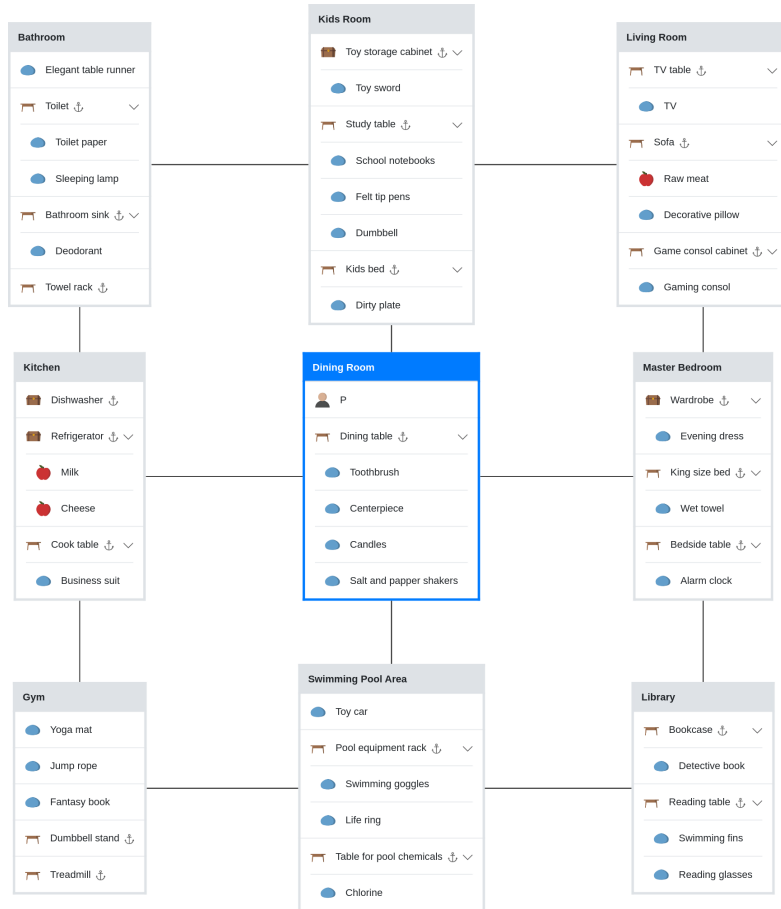 Bathroom
Elegant table runner
Toilet
Toilet paper
Sleeping lamp
Bathroom sink
Deodorant
Towel rack
Kids Room
Toy storage cabinet
Toy sword
Study table
School notebooks
Felt tip pens
Dumbbell
Kids bed
Dirty plate
Living Room
TV table
TV
Sofa
Raw meat
Decorative pillow
Game consol cabinet
Gaming consol
Kitchen
Dishwasher
Refrigerator
Milk
Cheese
Cook table
Business suit
Dining Room
P
Dining table
Toothbrush
Centerpiece
Candles
Salt and papper shakers
Master Bedroom
Wardrobe
Evening dress
King size bed
Wet towel
Bedside table
Alarm clock
Gym
Yoga mat
Jump rope
Fantasy book
Dumbbell stand
Treadmill
Swimming Pool Area
Toy car
Pool equipment rack
Swimming goggles
Life ring
Table for pool chemicals
Chlorine
Library
Bookcase
Detective book
Reading table
Swimming fins
Reading glasses